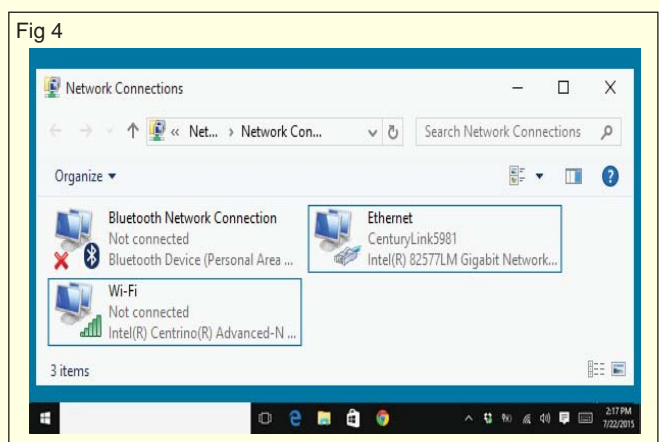 Fig 4
Network Connections
« Net... › Network Con...
Search Network Connections
Organize
Bluetooth Network Connection
Not connected
Bluetooth Device (Personal Area ...
Ethernet
CenturyLink5981
Intel(R) 82577LM Gigabit Network...
Wi-Fi
Not connected
Intel(R) Centrino(R) Advanced-N ...
3 items
2:17 PM
7/22/2015